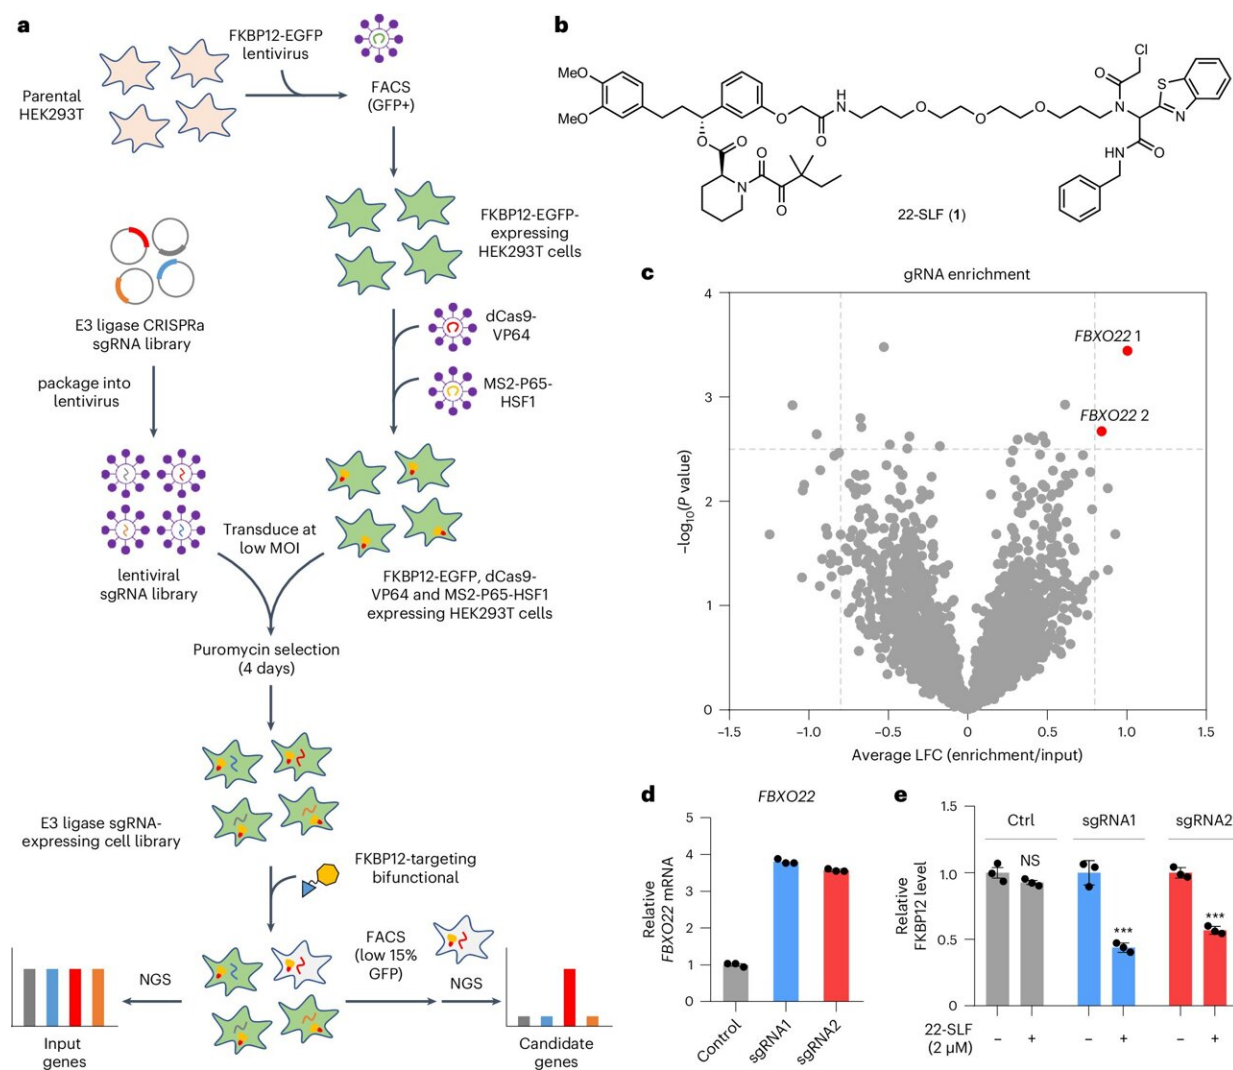 a
FKBP12-EGFP
lentivirus
Parental
HEK293T
FACS
(GFP+)
FKBP12-EGFP-
expressing
HEK293T cells
E3 ligase CRISPRa
sgRNA library
dCas9-
VP64
package into
lentivirus
MS2-P65-
HSF1
Transduce at
low MOI
lentiviral
sgRNA library
FKBP12-EGFP, dCas9-
VP64 and MS2-P65-HSF1
expressing HEK293T cells
Puromycin selection
(4 days)
E3 ligase sgRNA-
expressing cell library
FKBP12-targeting
bifunctional
FACS
(low 15%
GFP)
NGS
NGS
Input
genes
Candidate
genes
b
MeO
MeO
O
O
H
N
O
O
O
O
Cl
N
S
N
O
HN
O
O
O
N
O
O
22-SLF (1)
c
gRNA enrichment
4
3
2
1
0
–log10(P value)
FBXO22 1
FBXO22 2
–1.5
–1.0
–0.5
0
0.5
1.0
1.5
Average LFC (enrichment/input)
d
FBXO22
5
4
3
2
1
0
Relative
FBXO22 mRNA
Control
sgRNA1
sgRNA2
e
1.5
1.0
0.5
0
Relative
FKBP12 level
Ctrl
sgRNA1
sgRNA2
NS
***
***
22-SLF
(2 µM)
– + – + – +